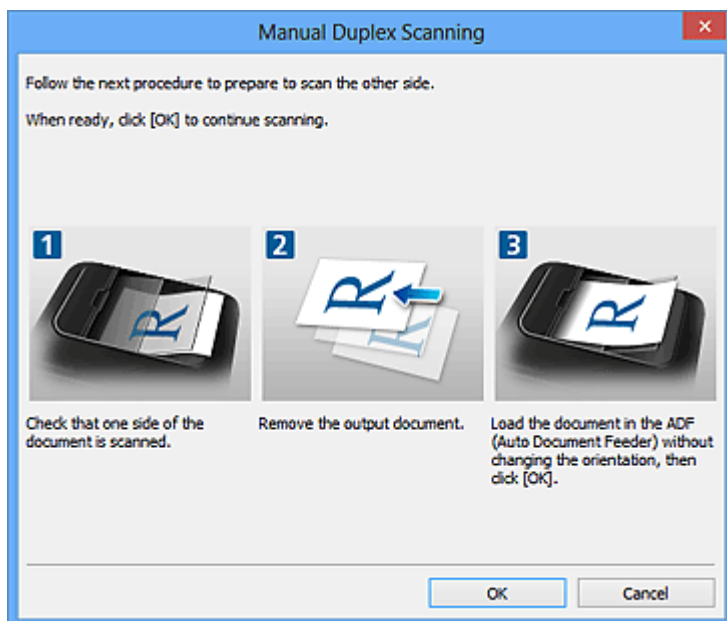 Manual Duplex Scanning
Follow the next procedure to prepare to scan the other side.
When ready, click [OK] to continue scanning.
1
R
Check that one side of the
document is scanned.
2
R
R
Remove the output document.
3
R
Load the document in the ADF
(Auto Document Feeder) without
changing the orientation, then
click [OK].
OK
Cancel